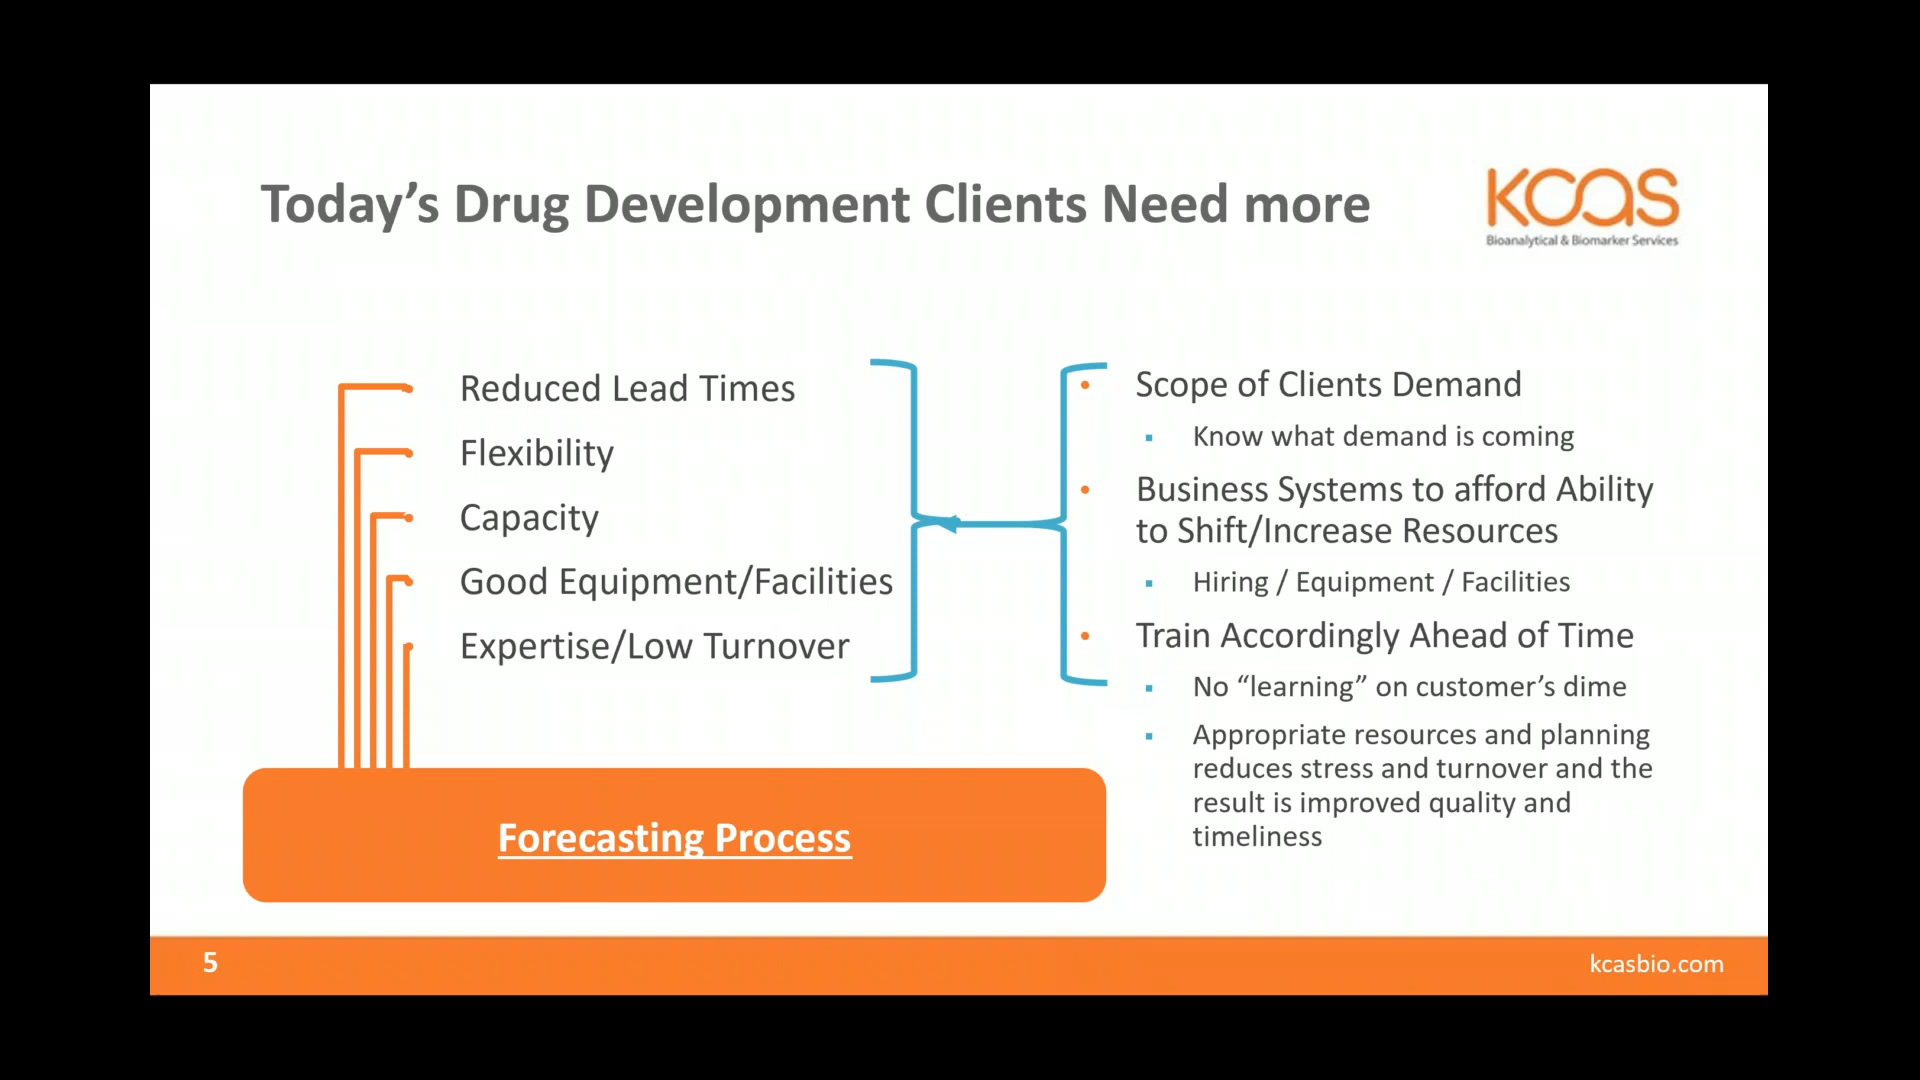 Today’s Drug Development Clients Need more
KCAS
Bioanalytical & Biomarker Services
Reduced Lead Times
Flexibility
Capacity
Good Equipment/Facilities
Expertise/Low Turnover
Scope of Clients Demand
Know what demand is coming
Business Systems to afford Ability
to Shift/Increase Resources
Hiring / Equipment / Facilities
Train Accordingly Ahead of Time
No “learning” on customer’s dime
Appropriate resources and planning
reduces stress and turnover and the
result is improved quality and
timeliness
Forecasting Process
5
kcasbio.com